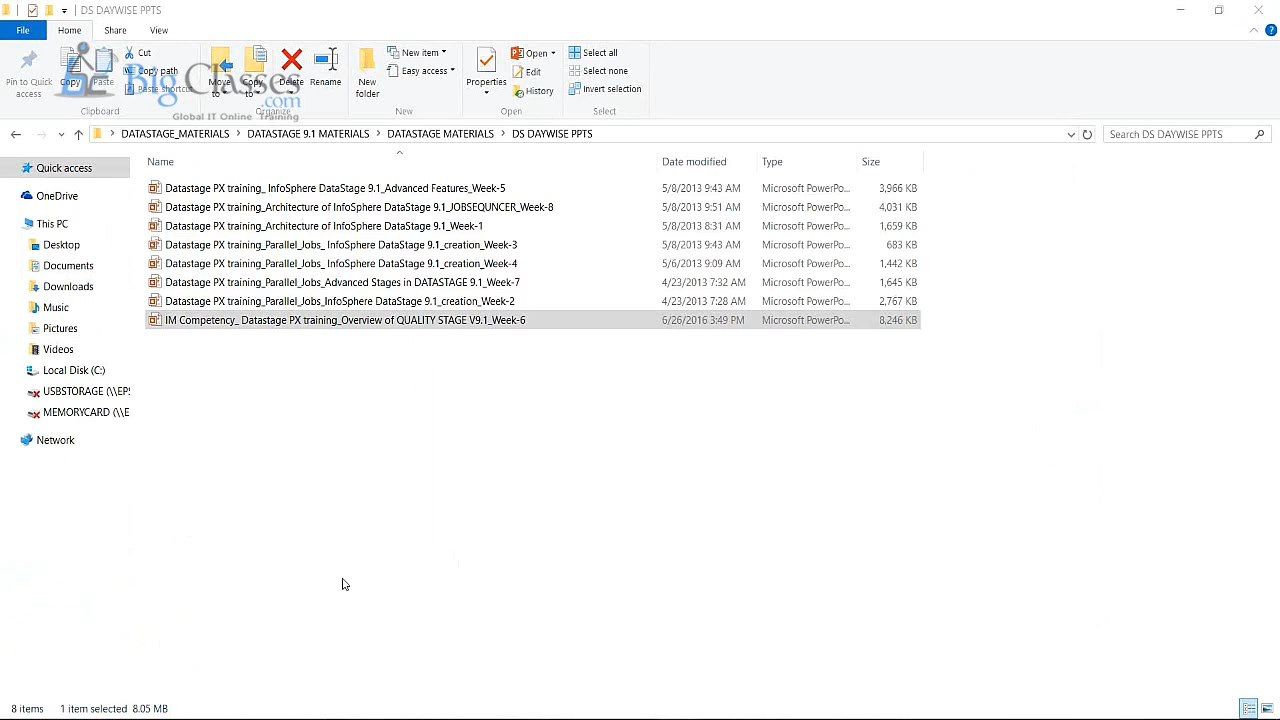 DS DAYWISE PPTS
File Home Share View
Pin to Quick access
Copy
Paste
Cut
Copy path
Paste shortcut
Clipboard
Move to
Copy to
Delete
Rename
Organize
New folder
New item
Easy access
New
Properties
Open
Edit
History
Open
Select all
Select none
Invert selection
Select
BigClasses
.com
Global IT Online Training
DATASTAGE_MATERIALS DATASTAGE 9.1 MATERIALS DATASTAGE MATERIALS DS DAYWISE PPTS
Search DS DAYWISE PPTS
Name Date modified Type Size
Datastage PX training_ InfoSphere DataStage 9.1_Advanced Features_Week-5 5/8/2013 9:43 AM Microsoft PowerPo... 3,966 KB
Datastage PX training_Architecture of InfoSphere DataStage 9.1_JOBSEQUNCER_Week-8 5/8/2013 9:51 AM Microsoft PowerPo... 4,031 KB
Datastage PX training_Architecture of InfoSphere DataStage 9.1_Week-1 5/8/2013 8:31 AM Microsoft PowerPo... 1,659 KB
Datastage PX training_Parallel_Jobs_ InfoSphere DataStage 9.1_creation_Week-3 5/8/2013 9:43 AM Microsoft PowerPo... 683 KB
Datastage PX training_Parallel_Jobs_ InfoSphere DataStage 9.1_creation_Week-4 5/6/2013 9:09 AM Microsoft PowerPo... 1,442 KB
Datastage PX training_Parallel_Jobs_Advanced Stages in DATASTAGE 9.1_Week-7 4/23/2013 7:32 AM Microsoft PowerPo... 1,645 KB
Datastage PX training_Parallel_Jobs_InfoSphere DataStage 9.1_creation_Week-2 4/23/2013 7:28 AM Microsoft PowerPo... 2,767 KB
IM Competency_ Datastage PX training_Overview of QUALITY STAGE V9.1_Week-6 6/26/2016 3:49 PM Microsoft PowerPo... 8,246 KB
Quick access
OneDrive
This PC
Desktop
Documents
Downloads
Music
Pictures
Videos
Local Disk (C:)
USBSTORAGE (\\EPS
MEMORYCARD (\\E
Network
8 items 1 item selected 8.05 MB